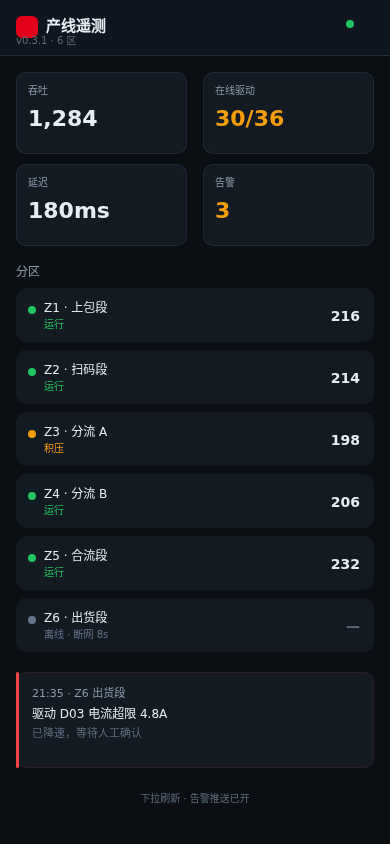 产线遥测
v0.3.1 · 6 区
吞吐
1,284
在线驱动
30/36
延迟
180ms
告警
3
分区
Z1 · 上包段
运行
216
Z2 · 扫码段
运行
214
Z3 · 分流 A
积压
198
Z4 · 分流 B
运行
206
Z5 · 合流段
运行
232
Z6 · 出货段
离线 · 断网 8s
—
21:35 · Z6 出货段
驱动 D03 电流超限 4.8A
已降速，等待人工确认
下拉刷新 · 告警推送已开